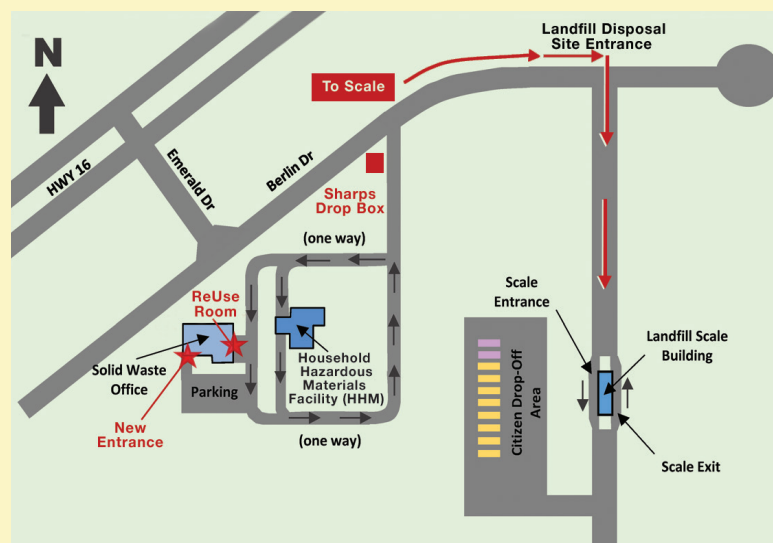 Landfill Disposal
Site Entrance
N
To Scale
HWY 16
Emerald Dr
Berlin Dr
Sharps
Drop Box
(one way)
ReUse
Room
Scale
Entrance
Landfill Scale
Building
Solid Waste
Office
Household
Hazardous
Materials
Facility (HHM)
Parking
Citizen Drop-Off
Area
New
Entrance
(one way)
Scale Exit